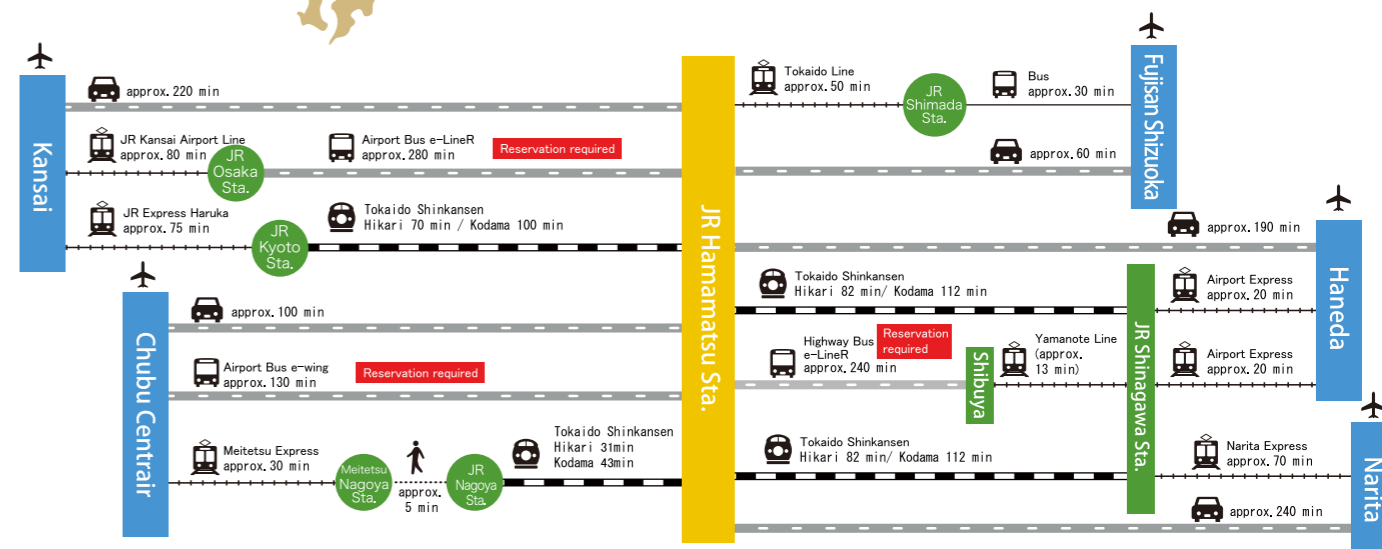 Kansai
approx. 220 min
JR Kansai Airport Line
approx. 80 min
JR
Osaka
Sta.
Airport Bus e-LineR
approx. 280 min
Reservation required
JR Express Haruka
approx. 75 min
JR
Kyoto
Sta.
Tokaido Shinkansen
Hikari 70 min / Kodama 100 min
Chubu Centrair
approx. 100 min
Airport Bus e-wing
approx. 130 min
Reservation required
Meitetsu Express
approx. 30 min
Meitetsu
Nagoya
Sta.
approx.
5 min
JR
Nagoya
Sta.
Tokaido Shinkansen
Hikari 31min
Kodama 43min
JR Hamamatsu Sta.
Tokaido Line
approx. 50 min
JR
Shimada
Sta.
Bus
approx. 30 min
approx. 60 min
Fujisan Shizuoka
approx. 190 min
Tokaido Shinkansen
Hikari 82 min/ Kodama 112 min
Airport Express
approx. 20 min
Highway Bus
e-LineR
approx. 240 min
Reservation
required
Shibuya
Yamanote Line
(approx.
13 min)
JR Shinagawa Sta.
Airport Express
approx. 20 min
Haneda
Tokaido Shinkansen
Hikari 82 min/ Kodama 112 min
Narita Express
approx. 70 min
approx. 240 min
Narita